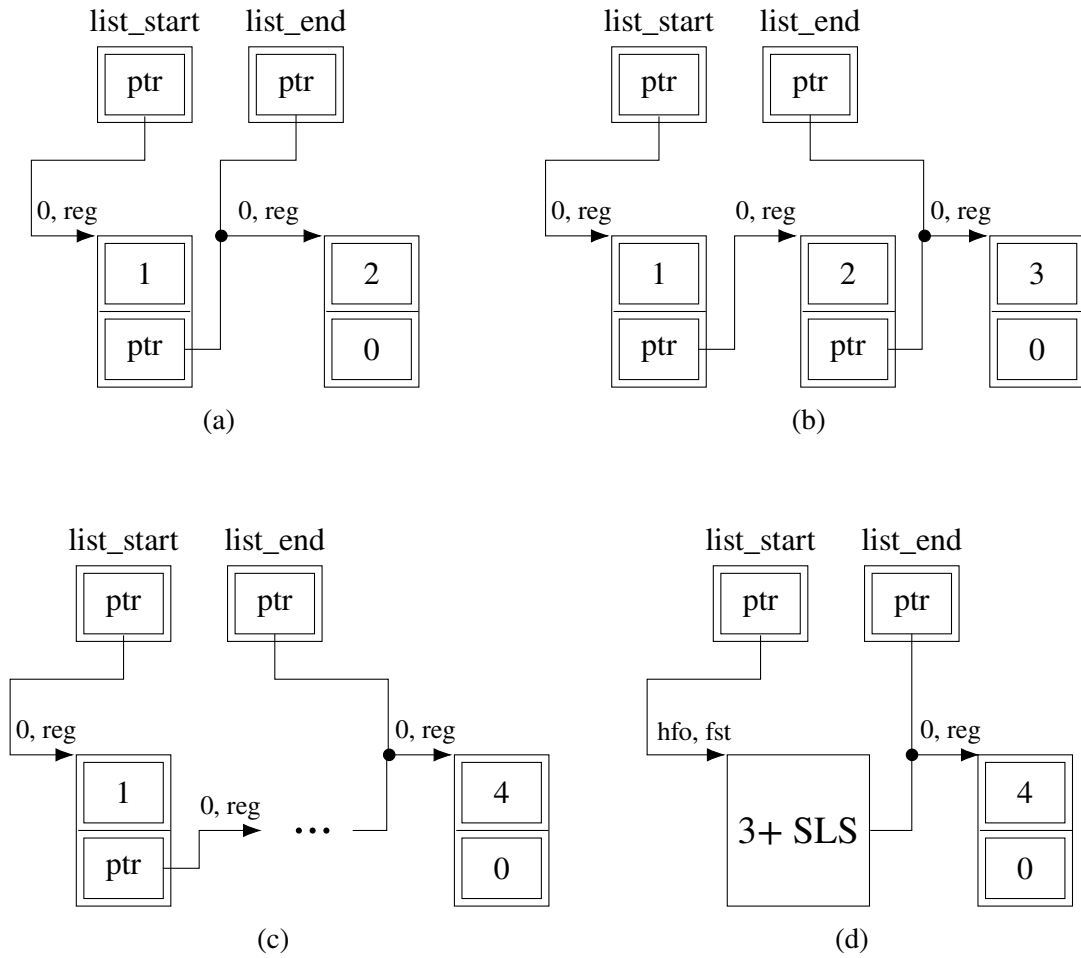 list_start list_end
ptr ptr
0, reg 0, reg
1 2
ptr 0
(a)
list_start list_end
ptr ptr
0, reg 0, reg 0, reg
1 2 3
ptr ptr 0
(b)
list_start list_end
ptr ptr
0, reg 0, reg
1 4
0, reg ...
ptr 0
(c)
list_start list_end
ptr ptr
hfo, fst 0, reg
4
3+ SLS
0
(d)